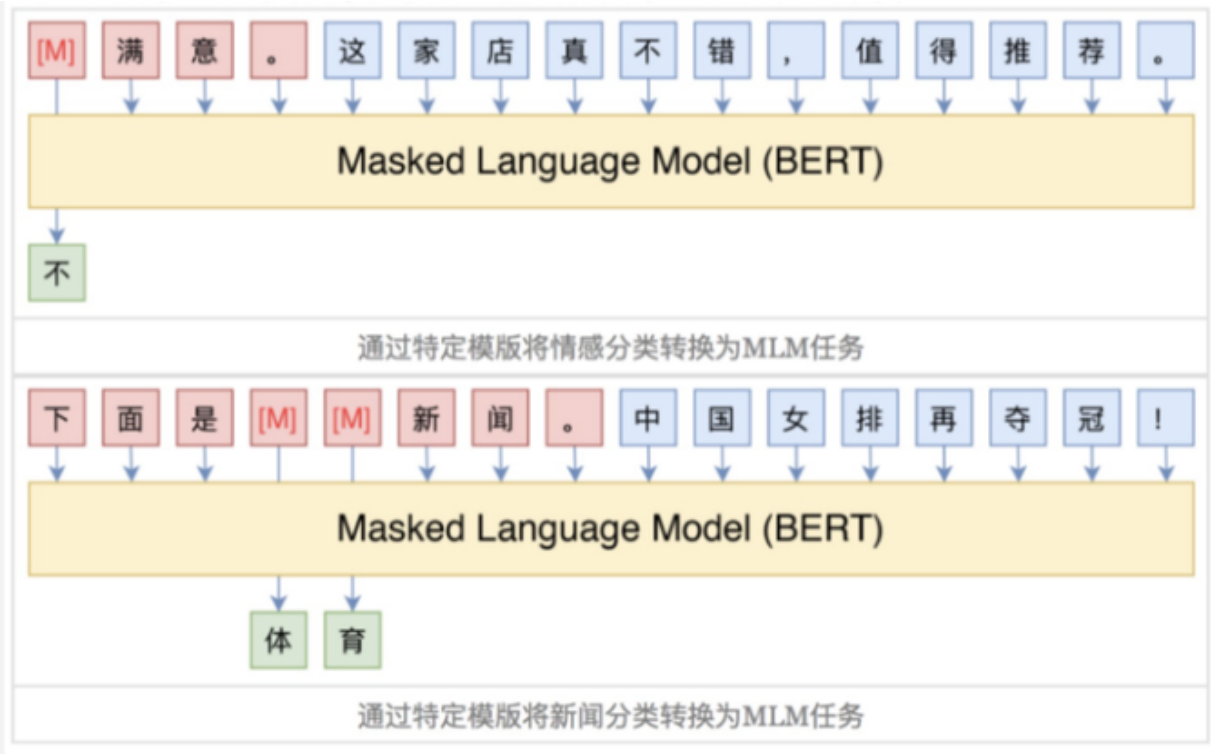 [M]满意。这家店真不错，值得推荐。
Masked Language Model (BERT)
不
通过特定模版将情感分类转换为MLM任务
下面是[M][M]新闻。中国女排再夺冠！
Masked Language Model (BERT)
体育
通过特定模版将新闻分类转换为MLM任务